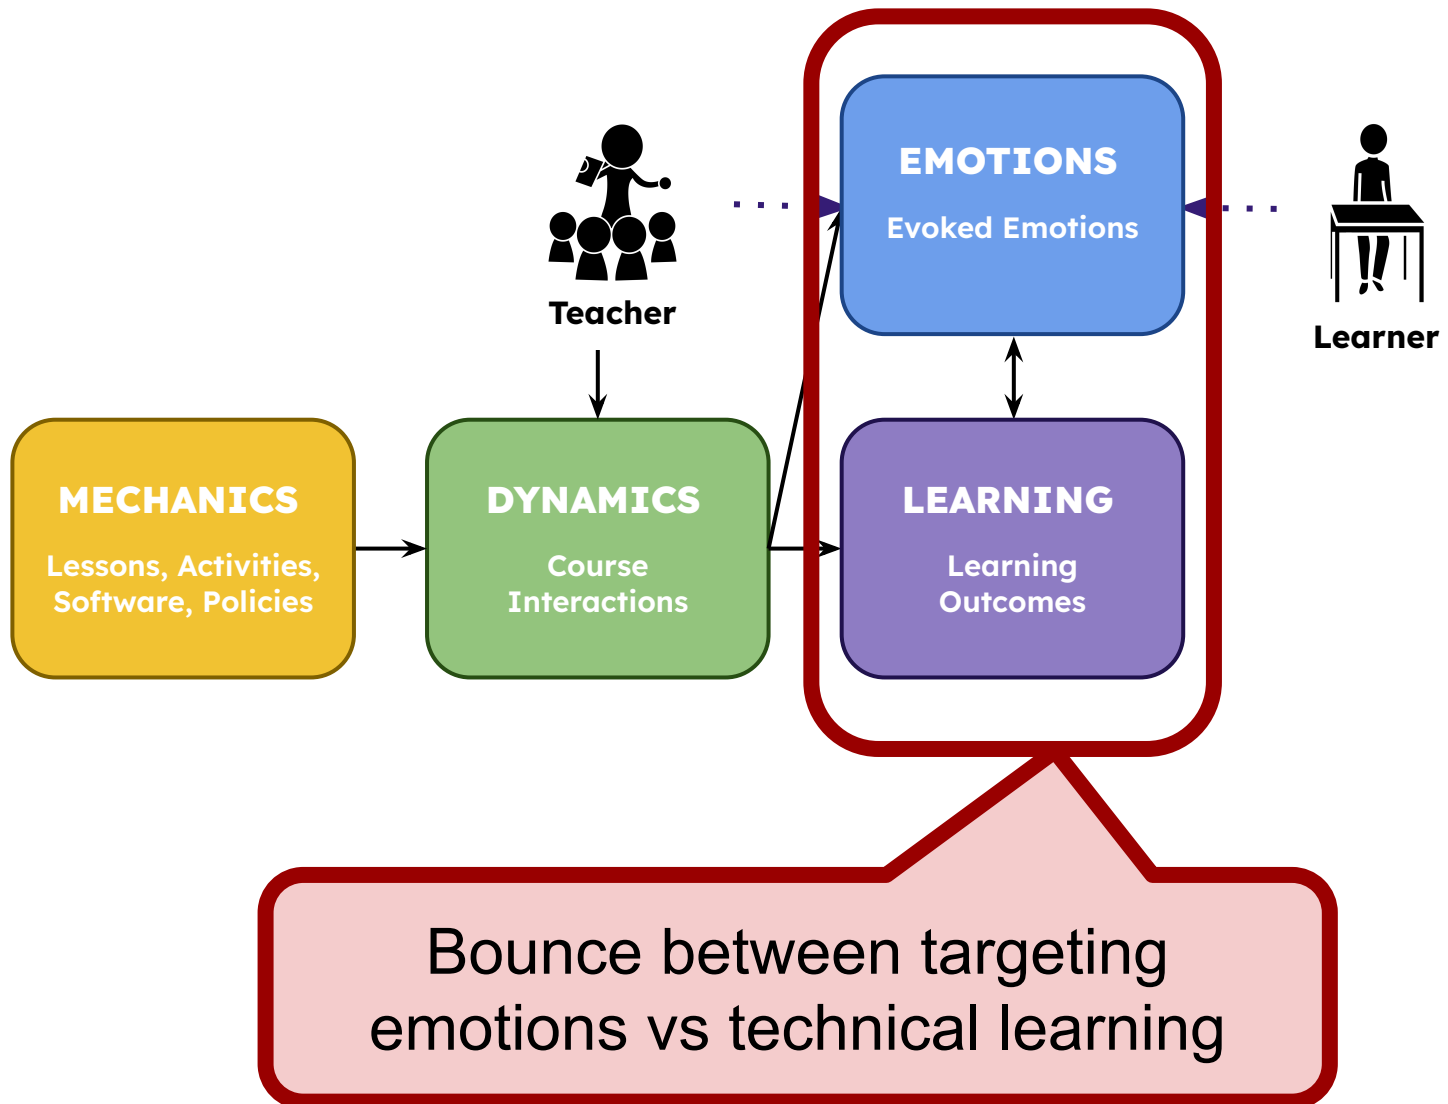 EMOTIONS
Evoked Emotions
Teacher
Learner
MECHANICS
Lessons, Activities,
Software, Policies
DYNAMICS
Course
Interactions
LEARNING
Learning
Outcomes
Bounce between targeting
emotions vs technical learning